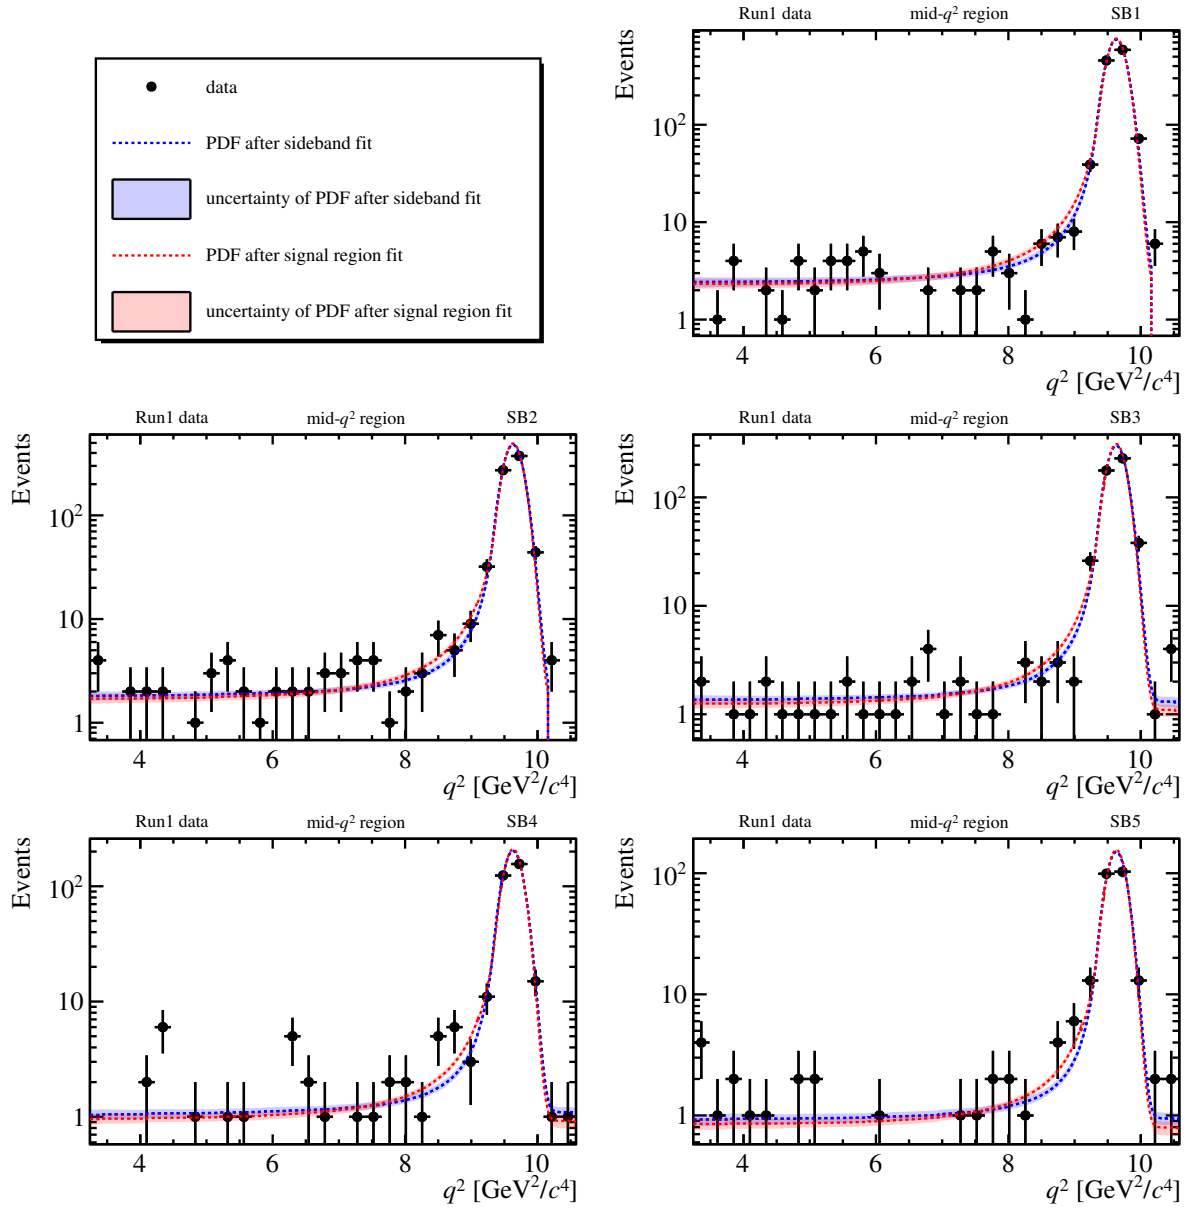 data
PDF after sideband fit
uncertainty of PDF after sideband fit
PDF after signal region fit
uncertainty of PDF after signal region fit
Run1 data mid-q² region SB1
Events
10²
10
1
4 6 8 10
q² [GeV²/c⁴]
Run1 data mid-q² region SB2
Events
10²
10
1
4 6 8 10
q² [GeV²/c⁴]
Run1 data mid-q² region SB3
Events
10²
10
1
4 6 8 10
q² [GeV²/c⁴]
Run1 data mid-q² region SB4
Events
10²
10
1
4 6 8 10
q² [GeV²/c⁴]
Run1 data mid-q² region SB5
Events
10²
10
1
4 6 8 10
q² [GeV²/c⁴]